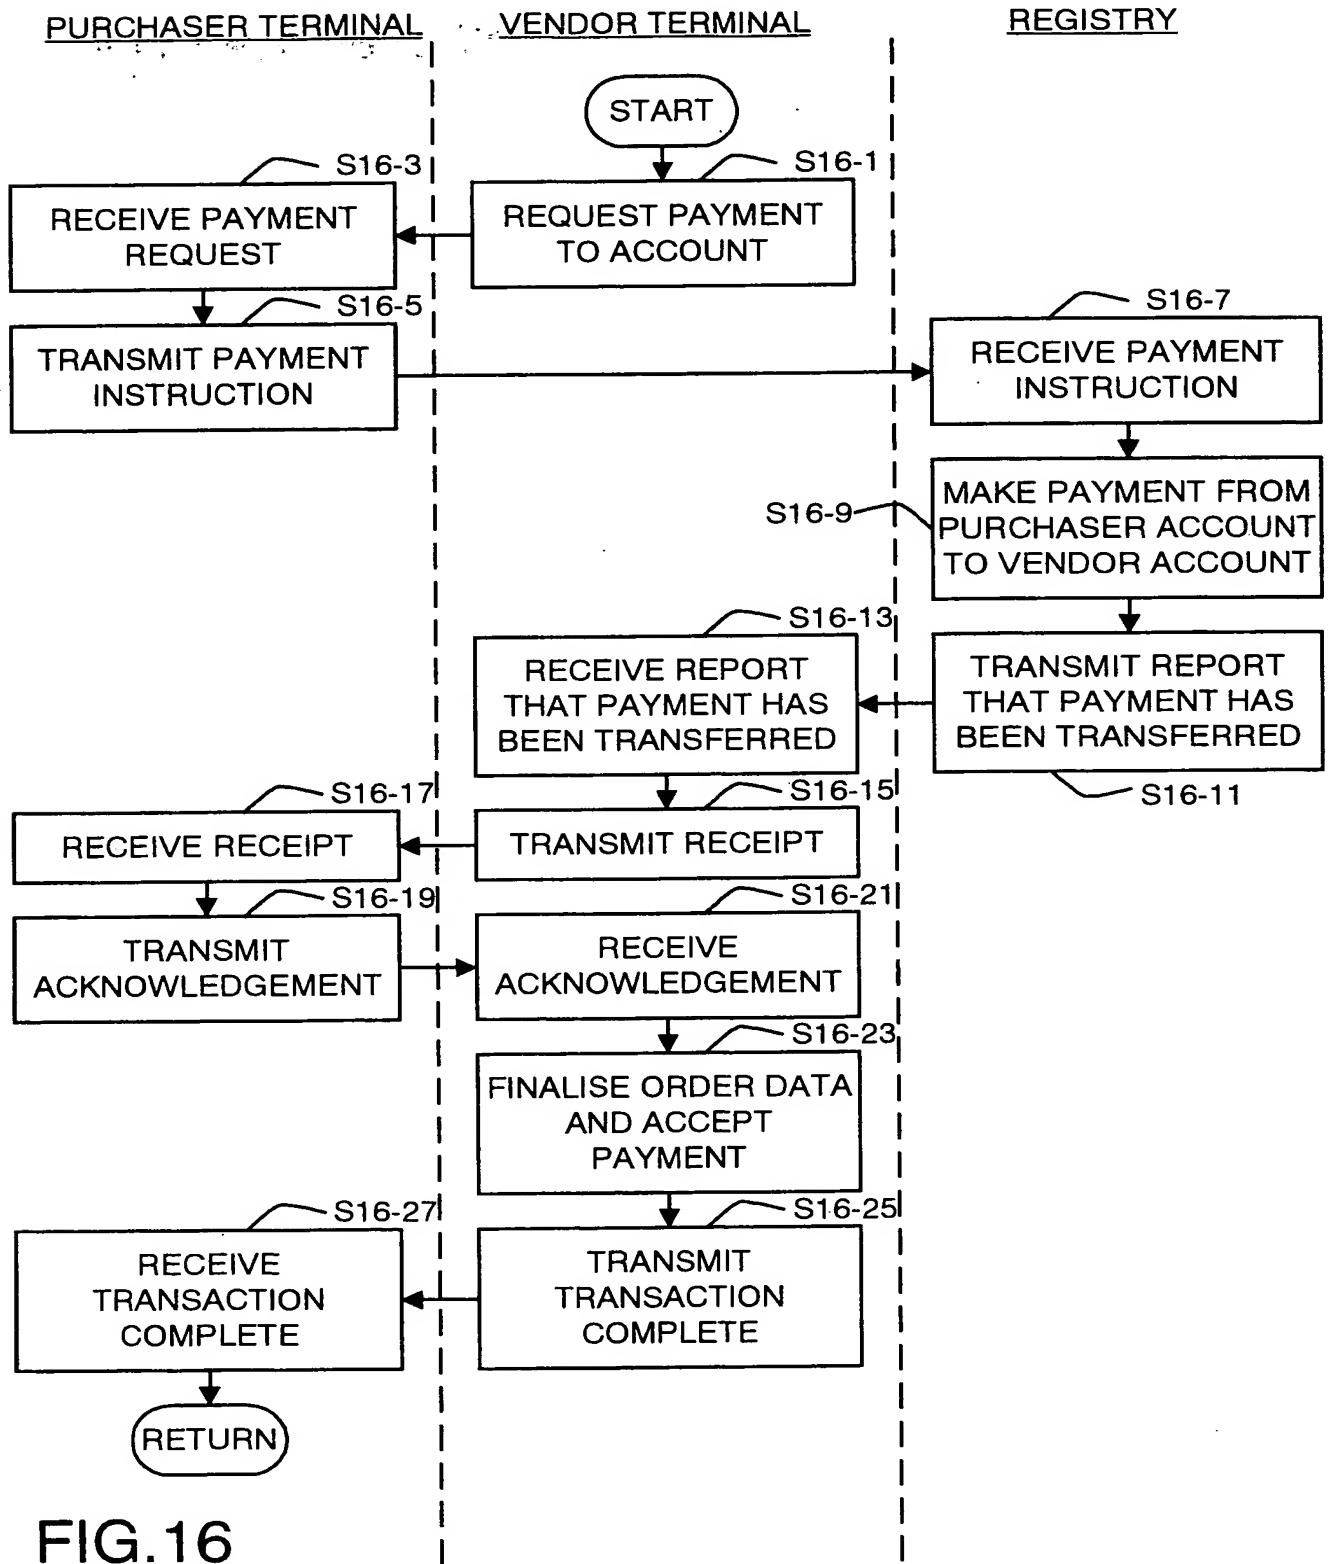 PURCHASER TERMINAL
VENDOR TERMINAL
REGISTRY
START
S16-3
S16-1
RECEIVE PAYMENT
REQUEST
REQUEST PAYMENT
TO ACCOUNT
S16-5
S16-7
TRANSMIT PAYMENT
INSTRUCTION
RECEIVE PAYMENT
INSTRUCTION
S16-9
MAKE PAYMENT FROM
PURCHASER ACCOUNT
TO VENDOR ACCOUNT
S16-13
RECEIVE REPORT
THAT PAYMENT HAS
BEEN TRANSFERRED
TRANSMIT REPORT
THAT PAYMENT HAS
BEEN TRANSFERRED
S16-11
S16-17
S16-15
RECEIVE RECEIPT
TRANSMIT RECEIPT
S16-19
S16-21
TRANSMIT
ACKNOWLEDGEMENT
RECEIVE
ACKNOWLEDGEMENT
S16-23
FINALISE ORDER DATA
AND ACCEPT
PAYMENT
S16-27
S16-25
RECEIVE
TRANSACTION
COMPLETE
TRANSMIT
TRANSACTION
COMPLETE
RETURN
FIG.16